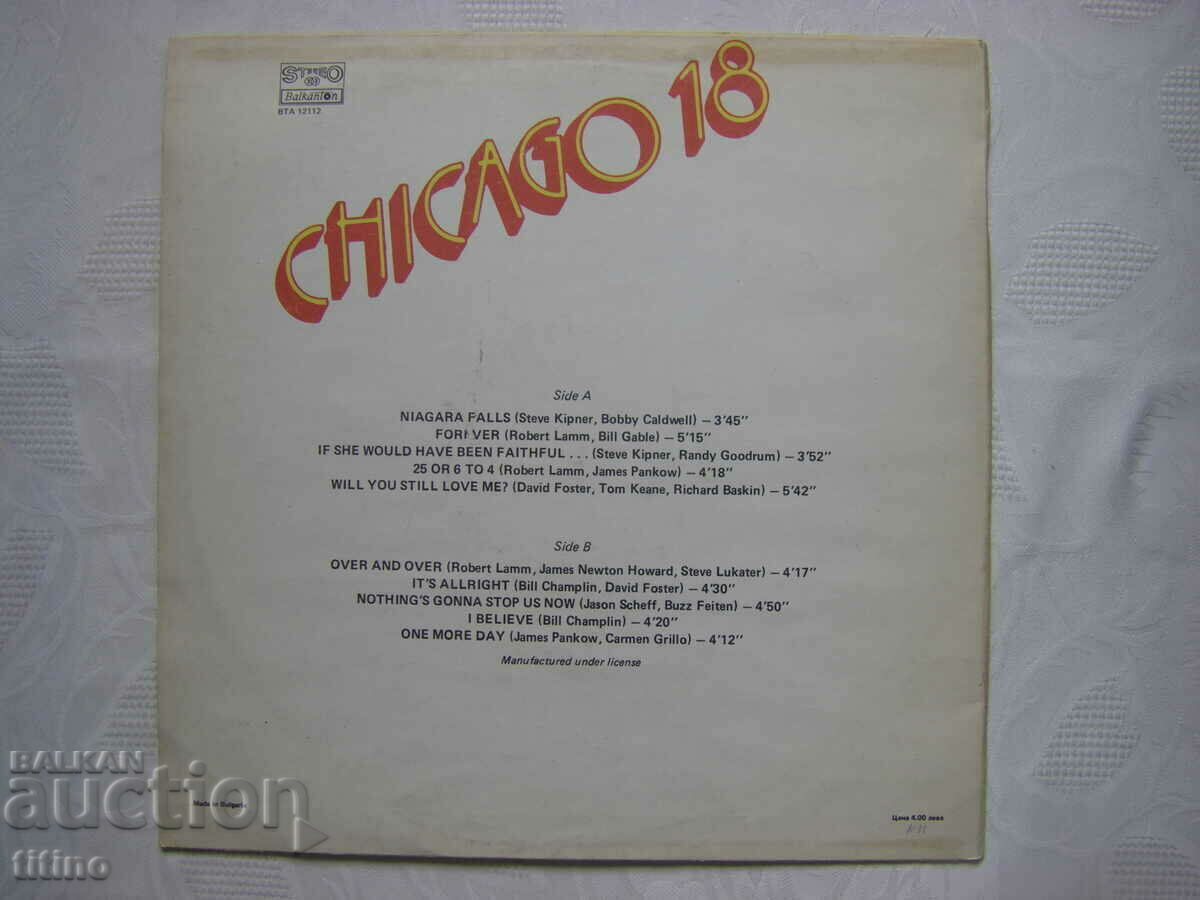 STEREO
Balkanton
BTA 12112
CHICAGO 18
Side A
NIAGARA FALLS (Steve Kipner, Bobby Caldwell) – 3'45"
FOREVER (Robert Lamm, Bill Gable) – 5'15"
IF SHE WOULD HAVE BEEN FAITHFUL . . . (Steve Kipner, Randy Goodrum) – 3'52"
25 OR 6 TO 4 (Robert Lamm, James Pankow) – 4'18"
WILL YOU STILL LOVE ME? (David Foster, Tom Keane, Richard Baskin) – 5'42"
Side B
OVER AND OVER (Robert Lamm, James Newton Howard, Steve Lukater) – 4'17"
IT'S ALLRIGHT (Bill Champlin, David Foster) – 4'30"
NOTHING'S GONNA STOP US NOW (Jason Scheff, Buzz Feiten) – 4'50"
I BELIEVE (Bill Champlin) – 4'20"
ONE MORE DAY (James Pankow, Carmen Grillo) – 4'12"
Manufactured under license
Made in Bulgaria
Цена 4.00 лева
BALKAN
auction
titino